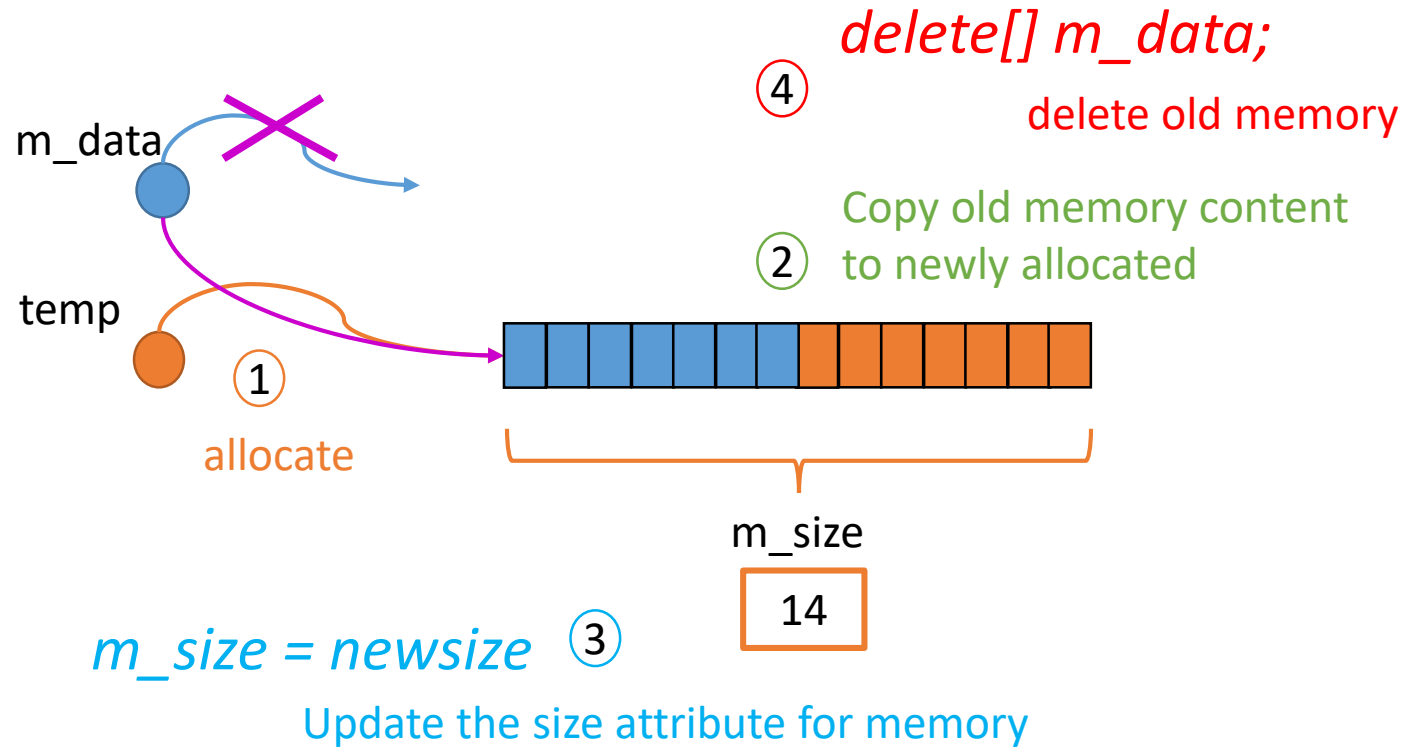 delete[] m_data;
4
delete old memory
m_data
Copy old memory content
2
to newly allocated
temp
1
allocate
m_size
14
m_size = newsize
3
Update the size attribute for memory